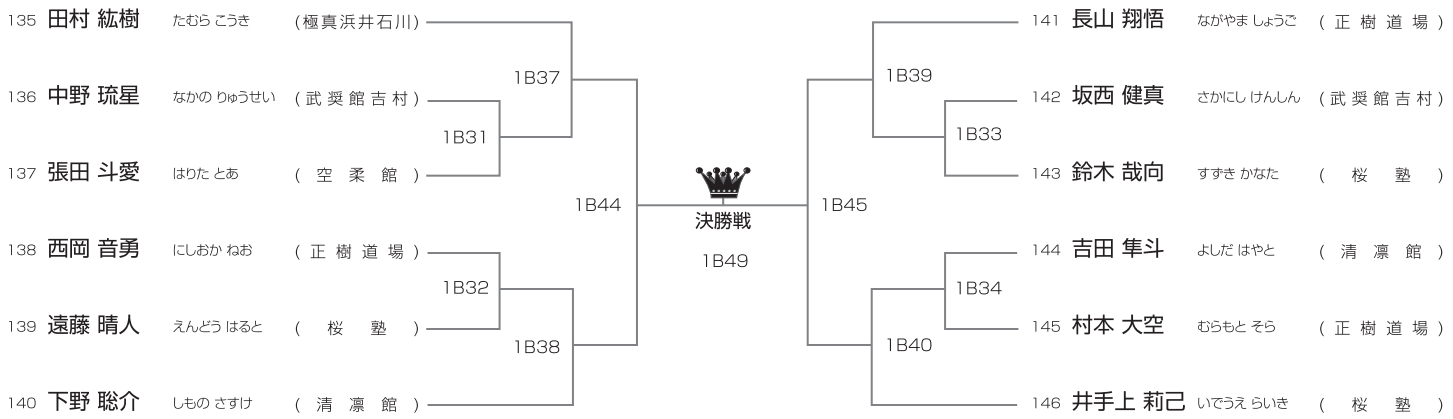 135 田村 紘樹 たむら こうき (極真浜井石川)
1B37
136 中野 琉星 なかの りゅうせい (武奨館吉村)
1B31
137 張田 斗愛 はりた とあ (空柔館)
1B44
138 西岡 音勇 にしおか ねお (正樹道場)
1B32
139 遠藤 晴人 えんどう はると (桜塾)
1B38
140 下野 聡介 しもの さすけ (清凛館)
決勝戦
1B49
141 長山 翔悟 ながやま しょうご (正樹道場)
1B39
142 坂西 健真 さかにし けんしん (武奨館吉村)
1B33
143 鈴木 哉向 すずき かなた (桜塾)
1B45
144 吉田 隼斗 よしだ はやと (清凛館)
1B34
145 村本 大空 むらもと そら (正樹道場)
1B40
146 井手上 莉己 いでうえ らいき (桜塾)